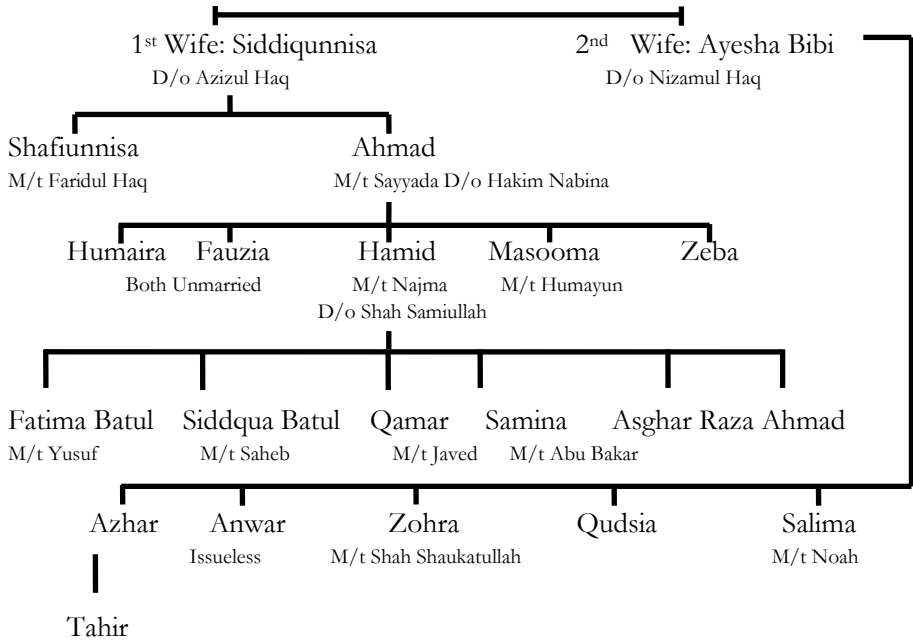 1st Wife: Siddiqunnisa 2nd Wife: Ayesha Bibi
D/o Azizul Haq D/o Nizamul Haq
Shafiunnisa Ahmad
M/t Faridul Haq M/t Sayyada D/o Hakim Nabina
Humaira Fauzia Hamid Masooma Zeba
Both Unmarried M/t Najma M/t Humayun
D/o Shah Samiullah
Fatima Batul Siddqua Batul Qamar Samina Asghar Raza Ahmad
M/t Yusuf M/t Saheb M/t Javed M/t Abu Bakar
Azhar Anwar Zohra Qudsia Salima
Issueless M/t Shah Shaukatullah M/t Noah
Tahir